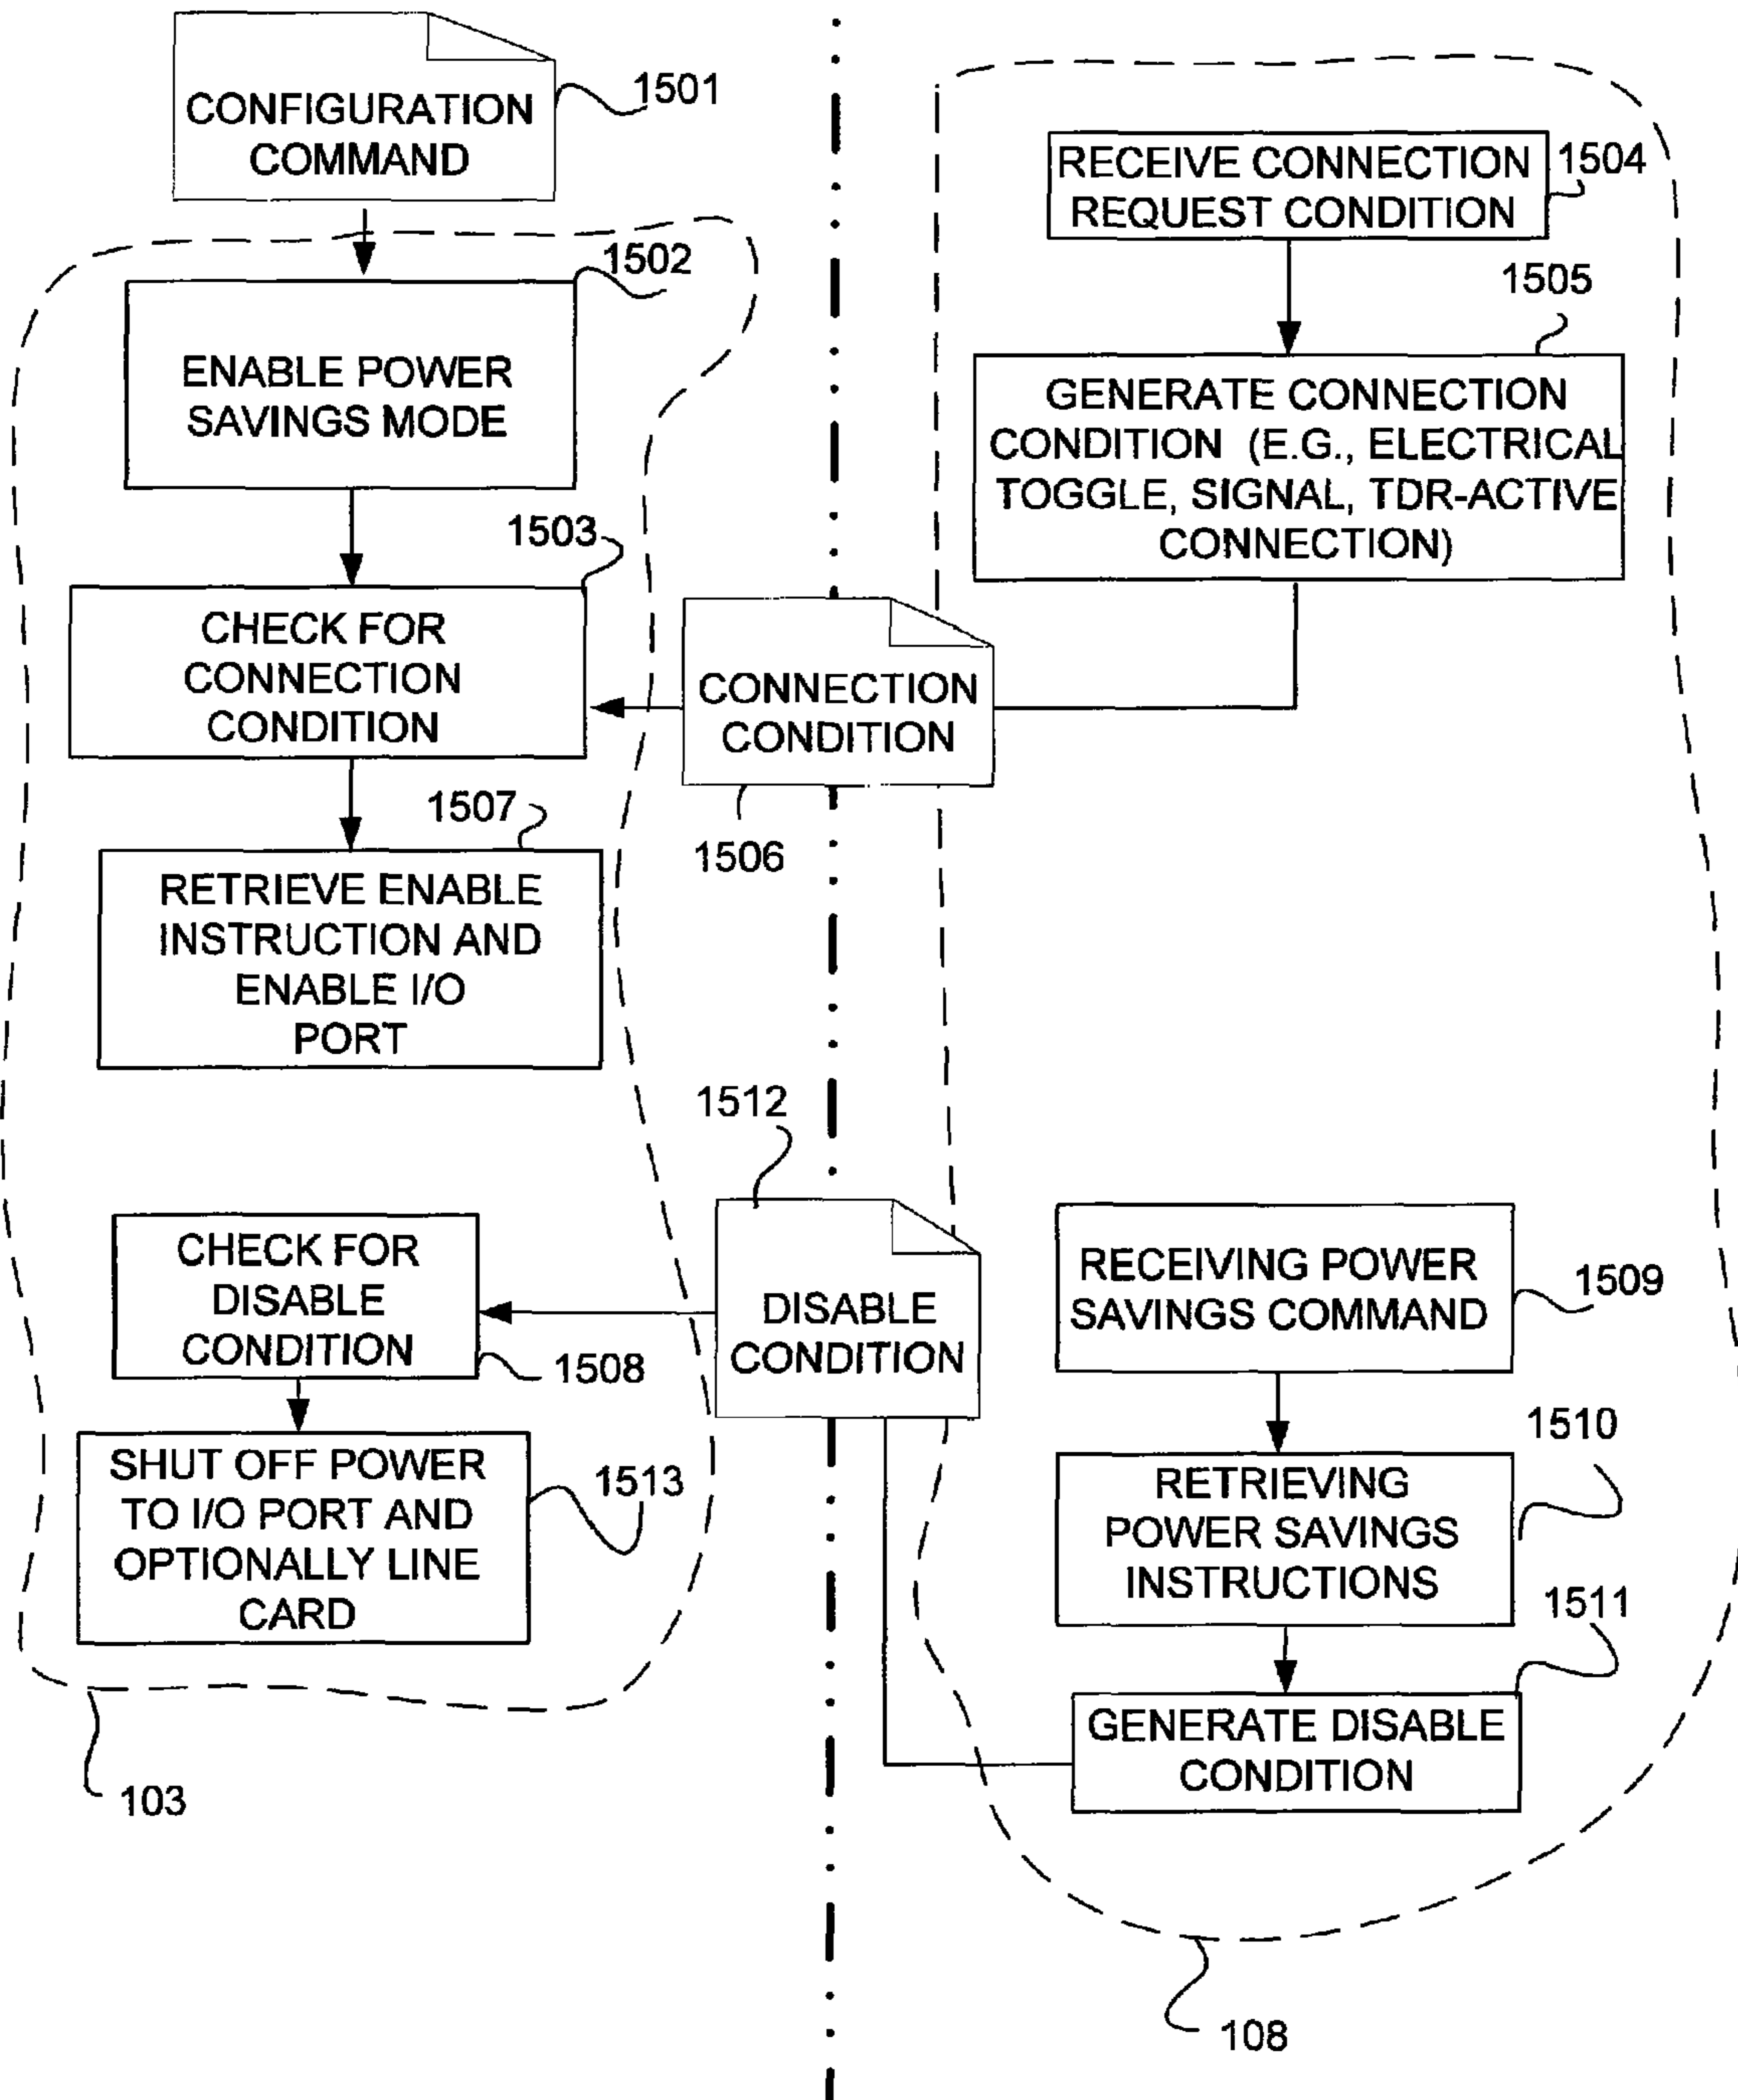 CONFIGURATION
COMMAND
1501
1502
ENABLE POWER
SAVINGS MODE
1503
CHECK FOR
CONNECTION
CONDITION
1507
RETRIEVE ENABLE
INSTRUCTION AND
ENABLE I/O
PORT
CHECK FOR
DISABLE
CONDITION
1508
SHUT OFF POWER
TO I/O PORT AND
OPTIONALLY LINE
CARD
1513
103
CONNECTION
CONDITION
1506
1512
DISABLE
CONDITION
RECEIVE CONNECTION
REQUEST CONDITION
1504
1505
GENERATE CONNECTION
CONDITION (E.G., ELECTRICAL
TOGGLE, SIGNAL, TDR-ACTIVE
CONNECTION)
RECEIVING POWER
SAVINGS COMMAND
1509
1510
RETRIEVING
POWER SAVINGS
INSTRUCTIONS
1511
GENERATE DISABLE
CONDITION
108